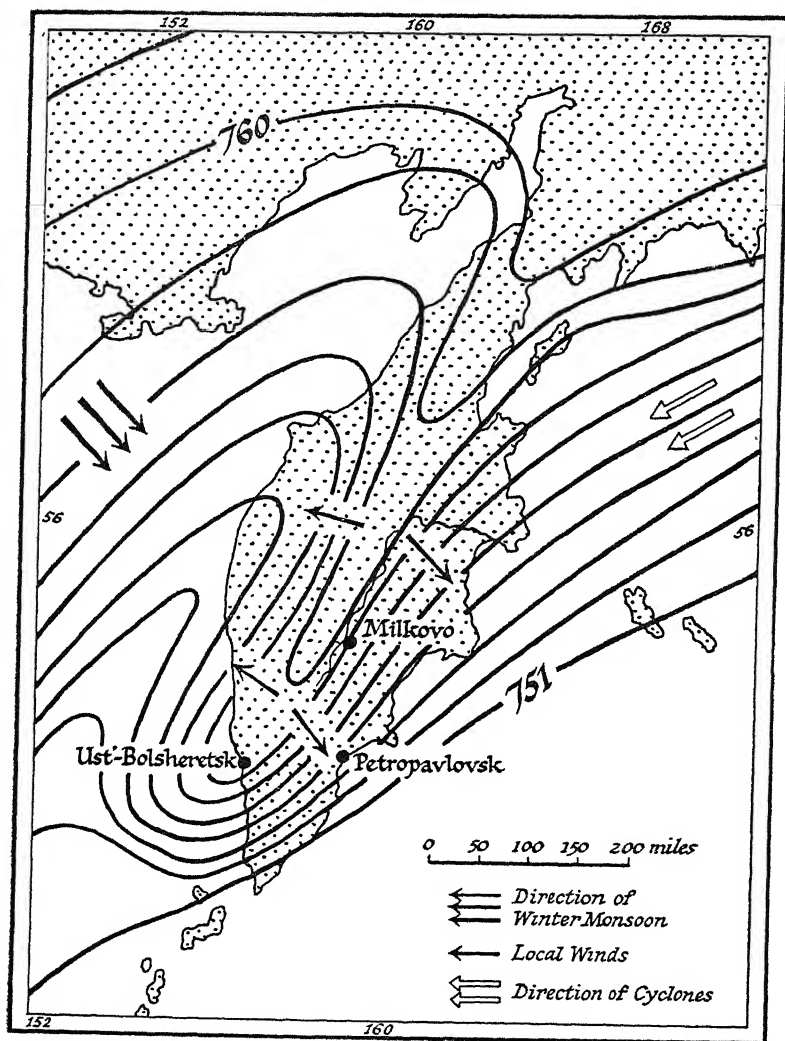 152 160 168
760
56 56
Milkovo
751
Ust'-Bolsheretsk Petropavlovsk
0 50 100 150 200 miles
Direction of
Winter Monsoon
Local Winds
Direction of Cyclones
152 160